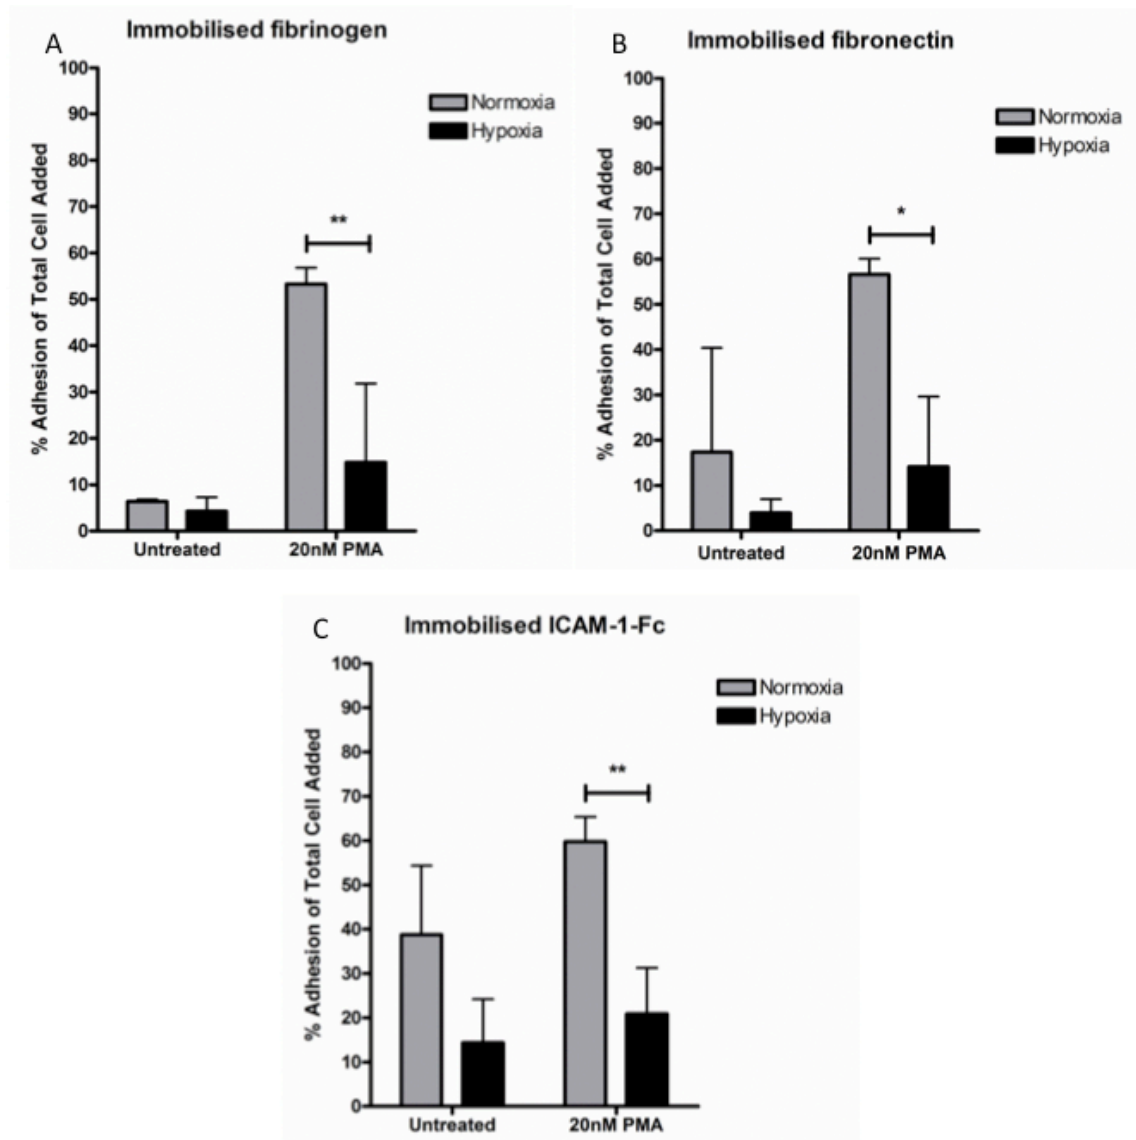 A
Immobilised fibrinogen
% Adhesion of Total Cell Added
100
90
80
70
60
50
40
30
20
10
0
Normoxia
Hypoxia
**
Untreated
20nM PMA
B
Immobilised fibronectin
% Adhesion of Total Cell Added
100
90
80
70
60
50
40
30
20
10
0
Normoxia
Hypoxia
*
Untreated
20nM PMA
C
Immobilised ICAM-1-Fc
% Adhesion of Total Cell Added
100
90
80
70
60
50
40
30
20
10
0
Normoxia
Hypoxia
**
Untreated
20nM PMA